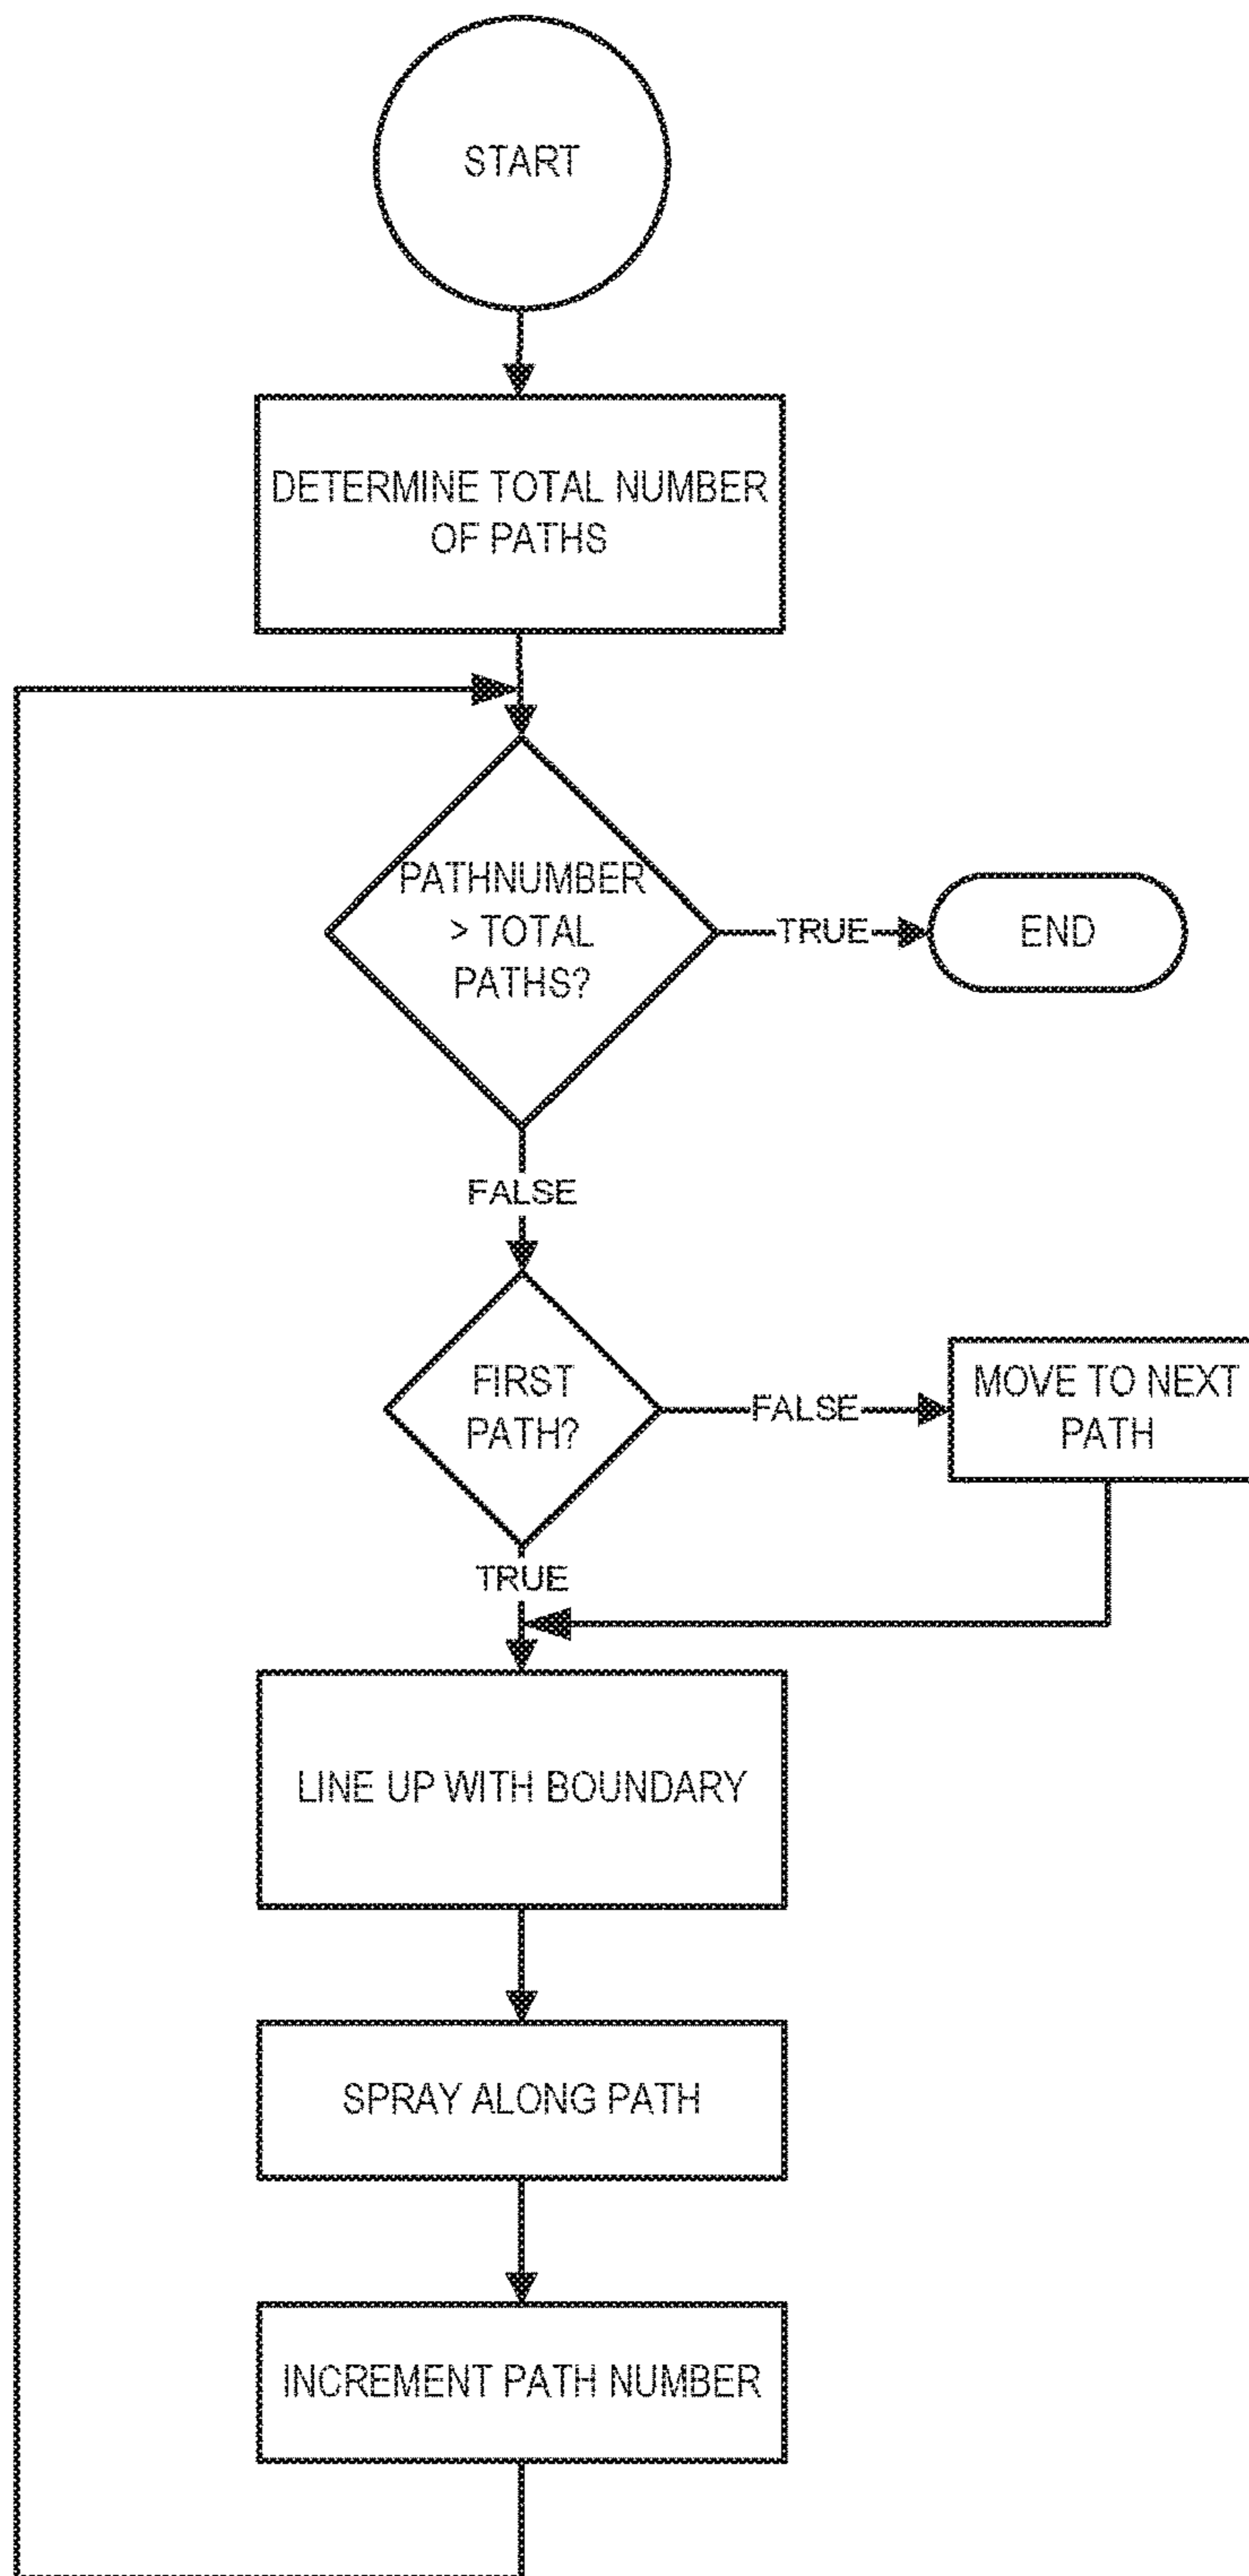 START
DETERMINE TOTAL NUMBER
OF PATHS
PATHNUMBER
> TOTAL
PATHS?
TRUE
END
FALSE
FIRST
PATH?
FALSE
MOVE TO NEXT
PATH
TRUE
LINE UP WITH BOUNDARY
SPRAY ALONG PATH
INCREMENT PATH NUMBER